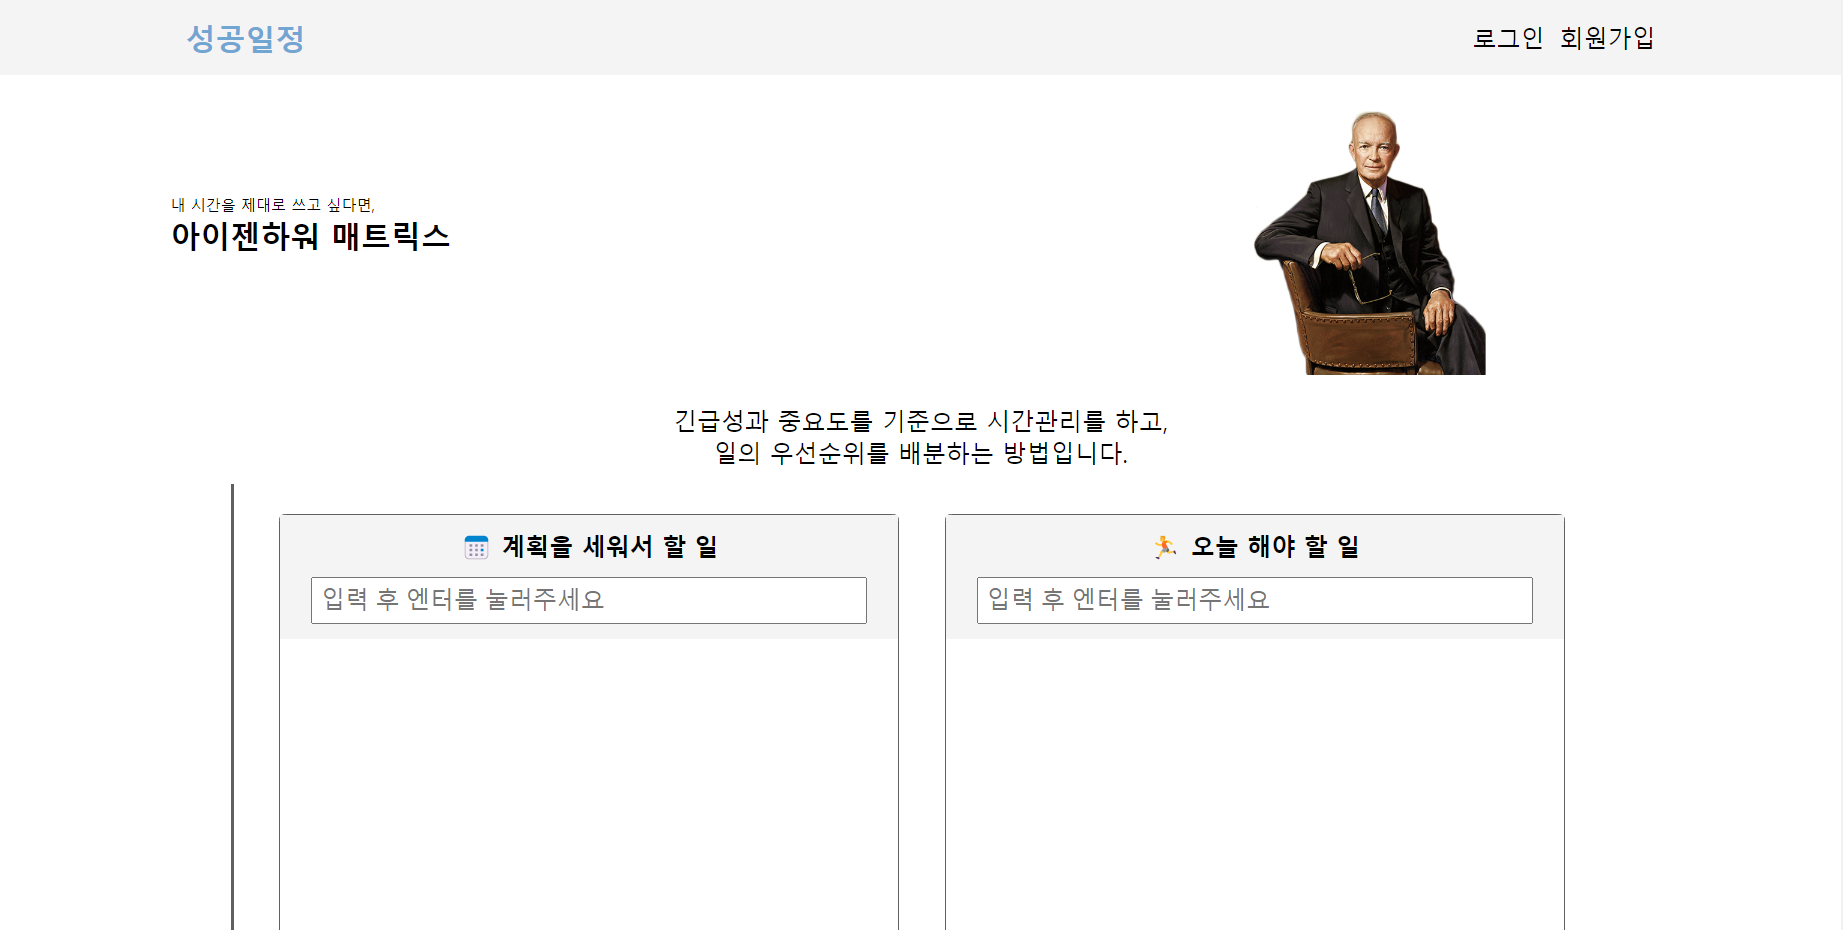 성공일정
로그인 회원가입
내 시간을 제대로 쓰고 싶다면,
아이젠하워 매트릭스
긴급성과 중요도를 기준으로 시간관리를 하고,
일의 우선순위를 배분하는 방법입니다.
계획을 세워서 할 일
입력 후 엔터를 눌러주세요
오늘 해야 할 일
입력 후 엔터를 눌러주세요